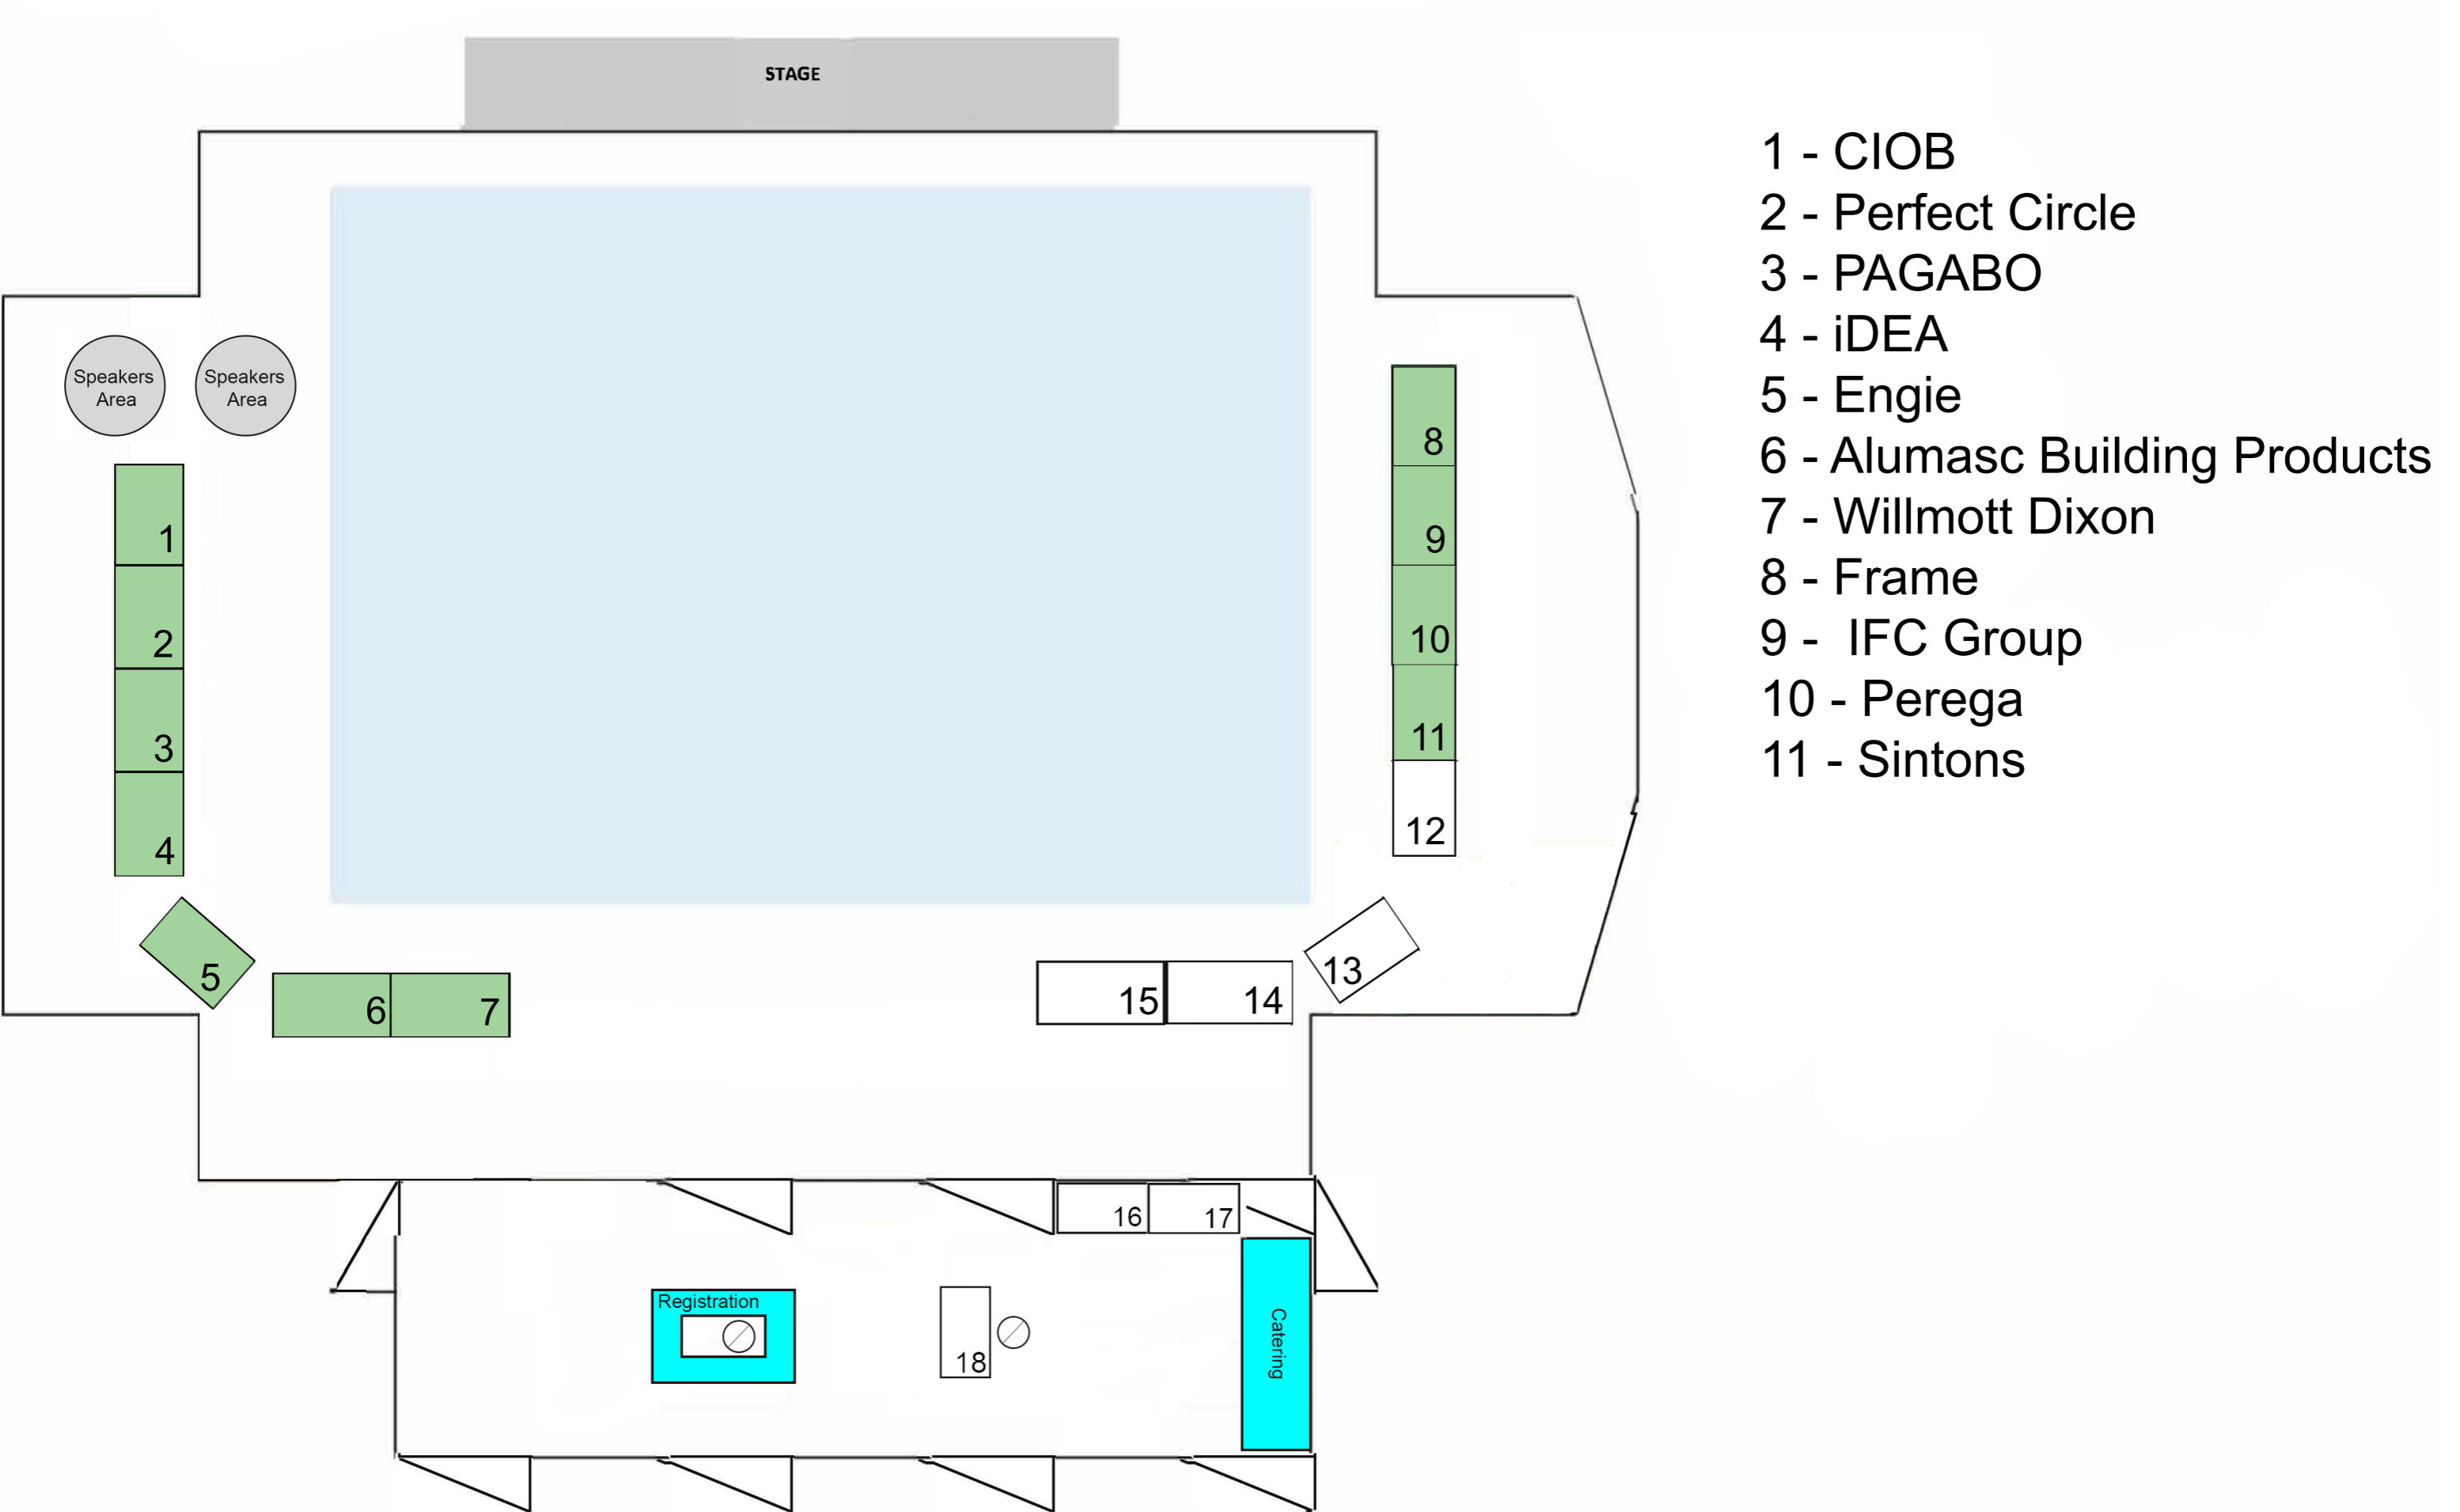 STAGE
1 - CIOB
2 - Perfect Circle
3 - PAGABO
4 - iDEA
5 - Engie
6 - Alumasc Building Products
7 - Willmott Dixon
8 - Frame
9 -  IFC Group
10 - Perega
11 - Sintons
Speakers
Area
Speakers
Area
1
2
3
4
5
6
7
8
9
10
11
12
13
14
15
16
17
18
Registration
Catering